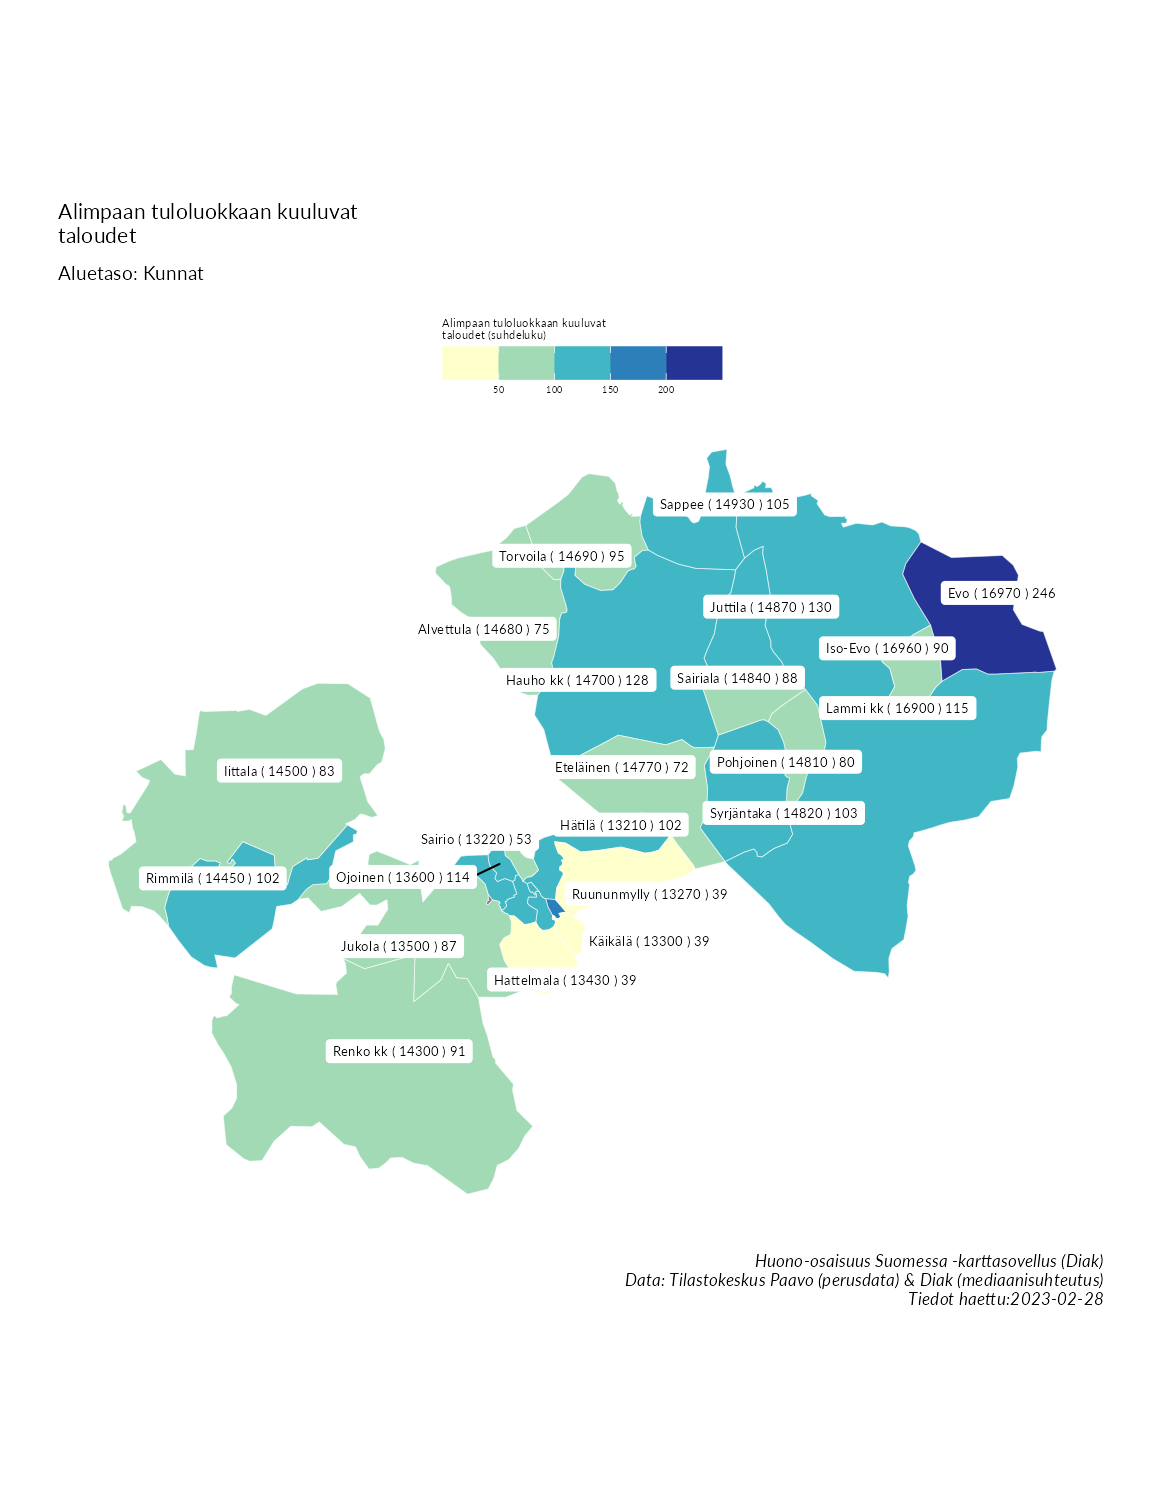 Alimpaan tuloluokkaan kuuluvat
taloudet
Aluetaso: Kunnat
Alimpaan tuloluokkaan kuuluvat
taloudet (suhdeluku)
50 100 150 200
Sappee ( 14930 ) 105
Torvoila ( 14690 ) 95
Evo ( 16970 ) 246
Juttila ( 14870 ) 130
Alvettula ( 14680 ) 75
Iso-Evo ( 16960 ) 90
Hauho kk ( 14700 ) 128
Sairiala ( 14840 ) 88
Lammi kk ( 16900 ) 115
Iittala ( 14500 ) 83
Eteläinen ( 14770 ) 72
Pohjoinen ( 14810 ) 80
Syrjäntaka ( 14820 ) 103
Hätilä ( 13210 ) 102
Sairio ( 13220 ) 53
Rimmilä ( 14450 ) 102
Ojoinen ( 13600 ) 114
Ruununmylly ( 13270 ) 39
Käikälä ( 13300 ) 39
Jukola ( 13500 ) 87
Hattelmala ( 13430 ) 39
Renko kk ( 14300 ) 91
Huono-osaisuus Suomessa -karttasovellus (Diak)
Data: Tilastokeskus Paavo (perusdata) & Diak (mediaanisuhteutus)
Tiedot haettu:2023-02-28